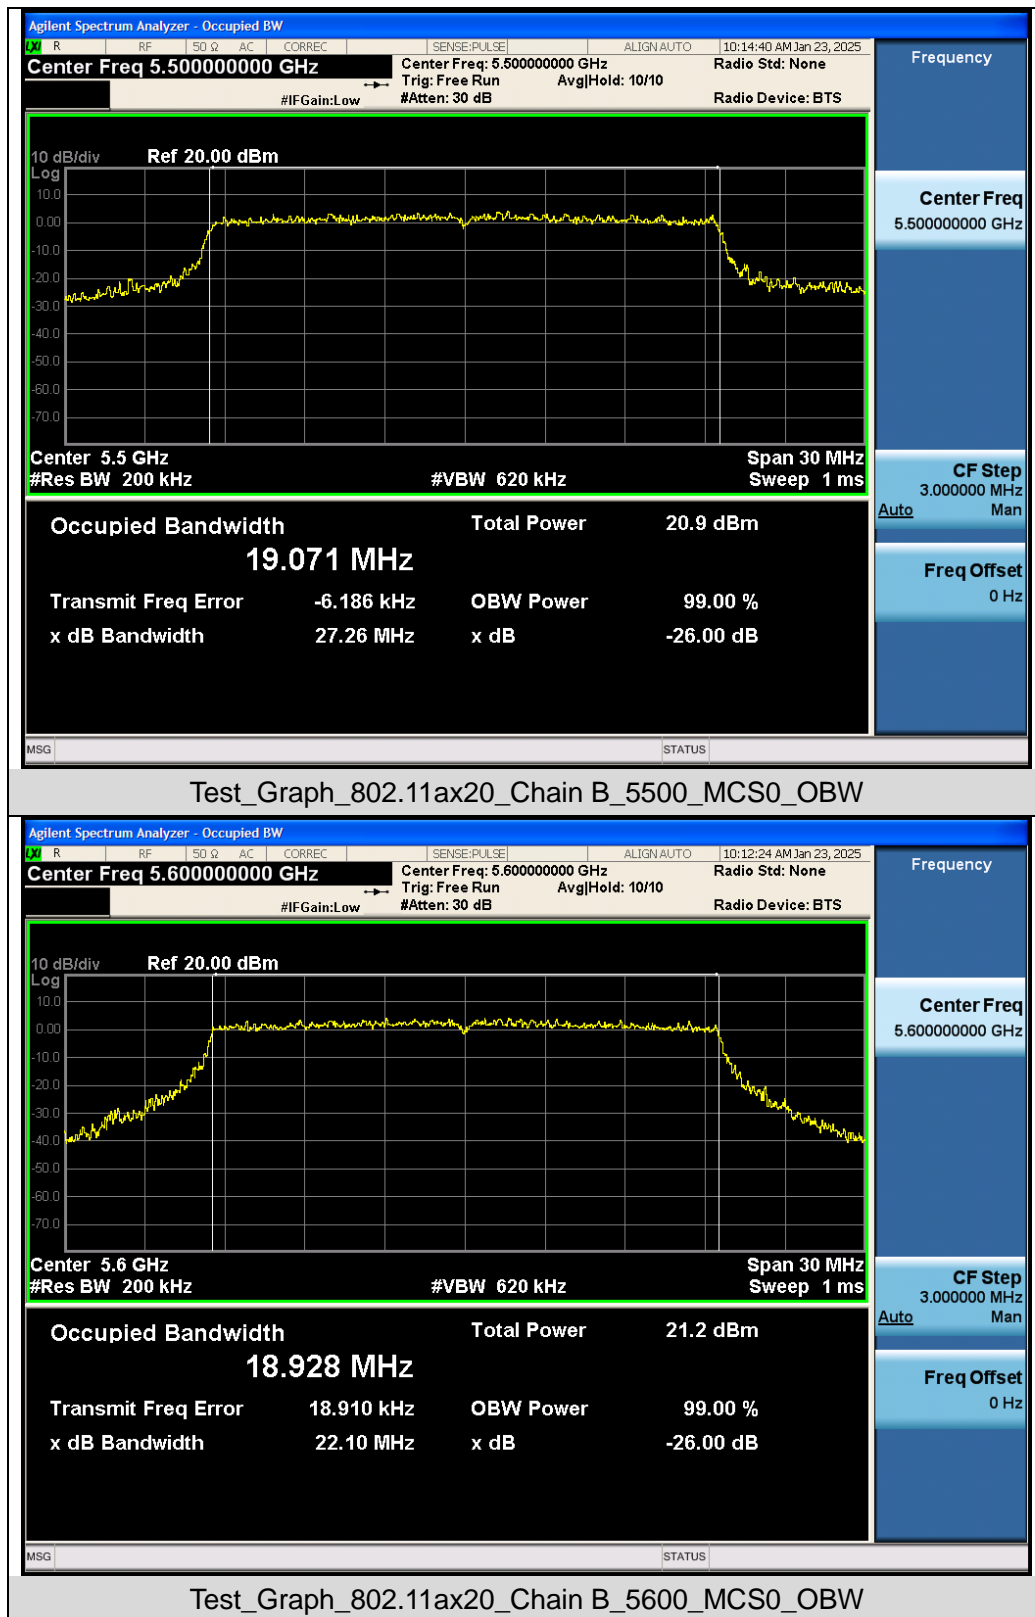 Agilent Spectrum Analyzer - Occupied BW
LXI R RF 50 Ω AC CORREC SENSE:PULSE ALIGN AUTO 10:14:40 AM Jan 23, 2025
Center Freq 5.500000000 GHz
Center Freq: 5.500000000 GHz Radio Std: None
Trig: Free Run Avg|Hold: 10/10
#IFGain:Low #Atten: 30 dB Radio Device: BTS
Frequency
10 dB/div Ref 20.00 dBm
Log
10.0
0.00
-10.0
-20.0
-30.0
-40.0
-50.0
-60.0
-70.0
Center Freq
5.500000000 GHz
Center 5.5 GHz Span 30 MHz
#Res BW 200 kHz #VBW 620 kHz Sweep 1 ms
CF Step
3.000000 MHz
Auto Man
Occupied Bandwidth Total Power 20.9 dBm
19.071 MHz
Transmit Freq Error -6.186 kHz OBW Power 99.00 %
x dB Bandwidth 27.26 MHz x dB -26.00 dB
Freq Offset
0 Hz
MSG STATUS
Test_Graph_802.11ax20_Chain B_5500_MCS0_OBW
Agilent Spectrum Analyzer - Occupied BW
LXI R RF 50 Ω AC CORREC SENSE:PULSE ALIGN AUTO 10:12:24 AM Jan 23, 2025
Center Freq 5.600000000 GHz
Center Freq: 5.600000000 GHz Radio Std: None
Trig: Free Run Avg|Hold: 10/10
#IFGain:Low #Atten: 30 dB Radio Device: BTS
Frequency
10 dB/div Ref 20.00 dBm
Log
10.0
0.00
-10.0
-20.0
-30.0
-40.0
-50.0
-60.0
-70.0
Center Freq
5.600000000 GHz
Center 5.6 GHz Span 30 MHz
#Res BW 200 kHz #VBW 620 kHz Sweep 1 ms
CF Step
3.000000 MHz
Auto Man
Occupied Bandwidth Total Power 21.2 dBm
18.928 MHz
Transmit Freq Error 18.910 kHz OBW Power 99.00 %
x dB Bandwidth 22.10 MHz x dB -26.00 dB
Freq Offset
0 Hz
MSG STATUS
Test_Graph_802.11ax20_Chain B_5600_MCS0_OBW